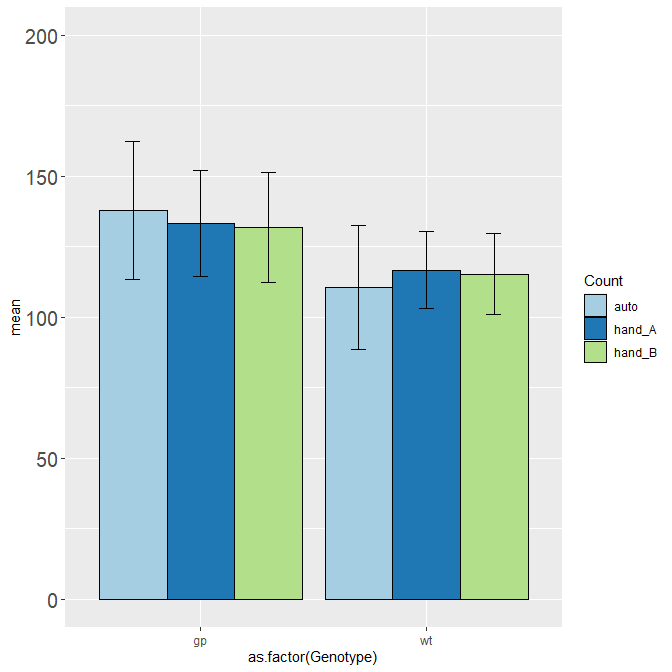 200
150
100
50
0
mean
gp
wt
as.factor(Genotype)
Count
auto
hand_A
hand_B